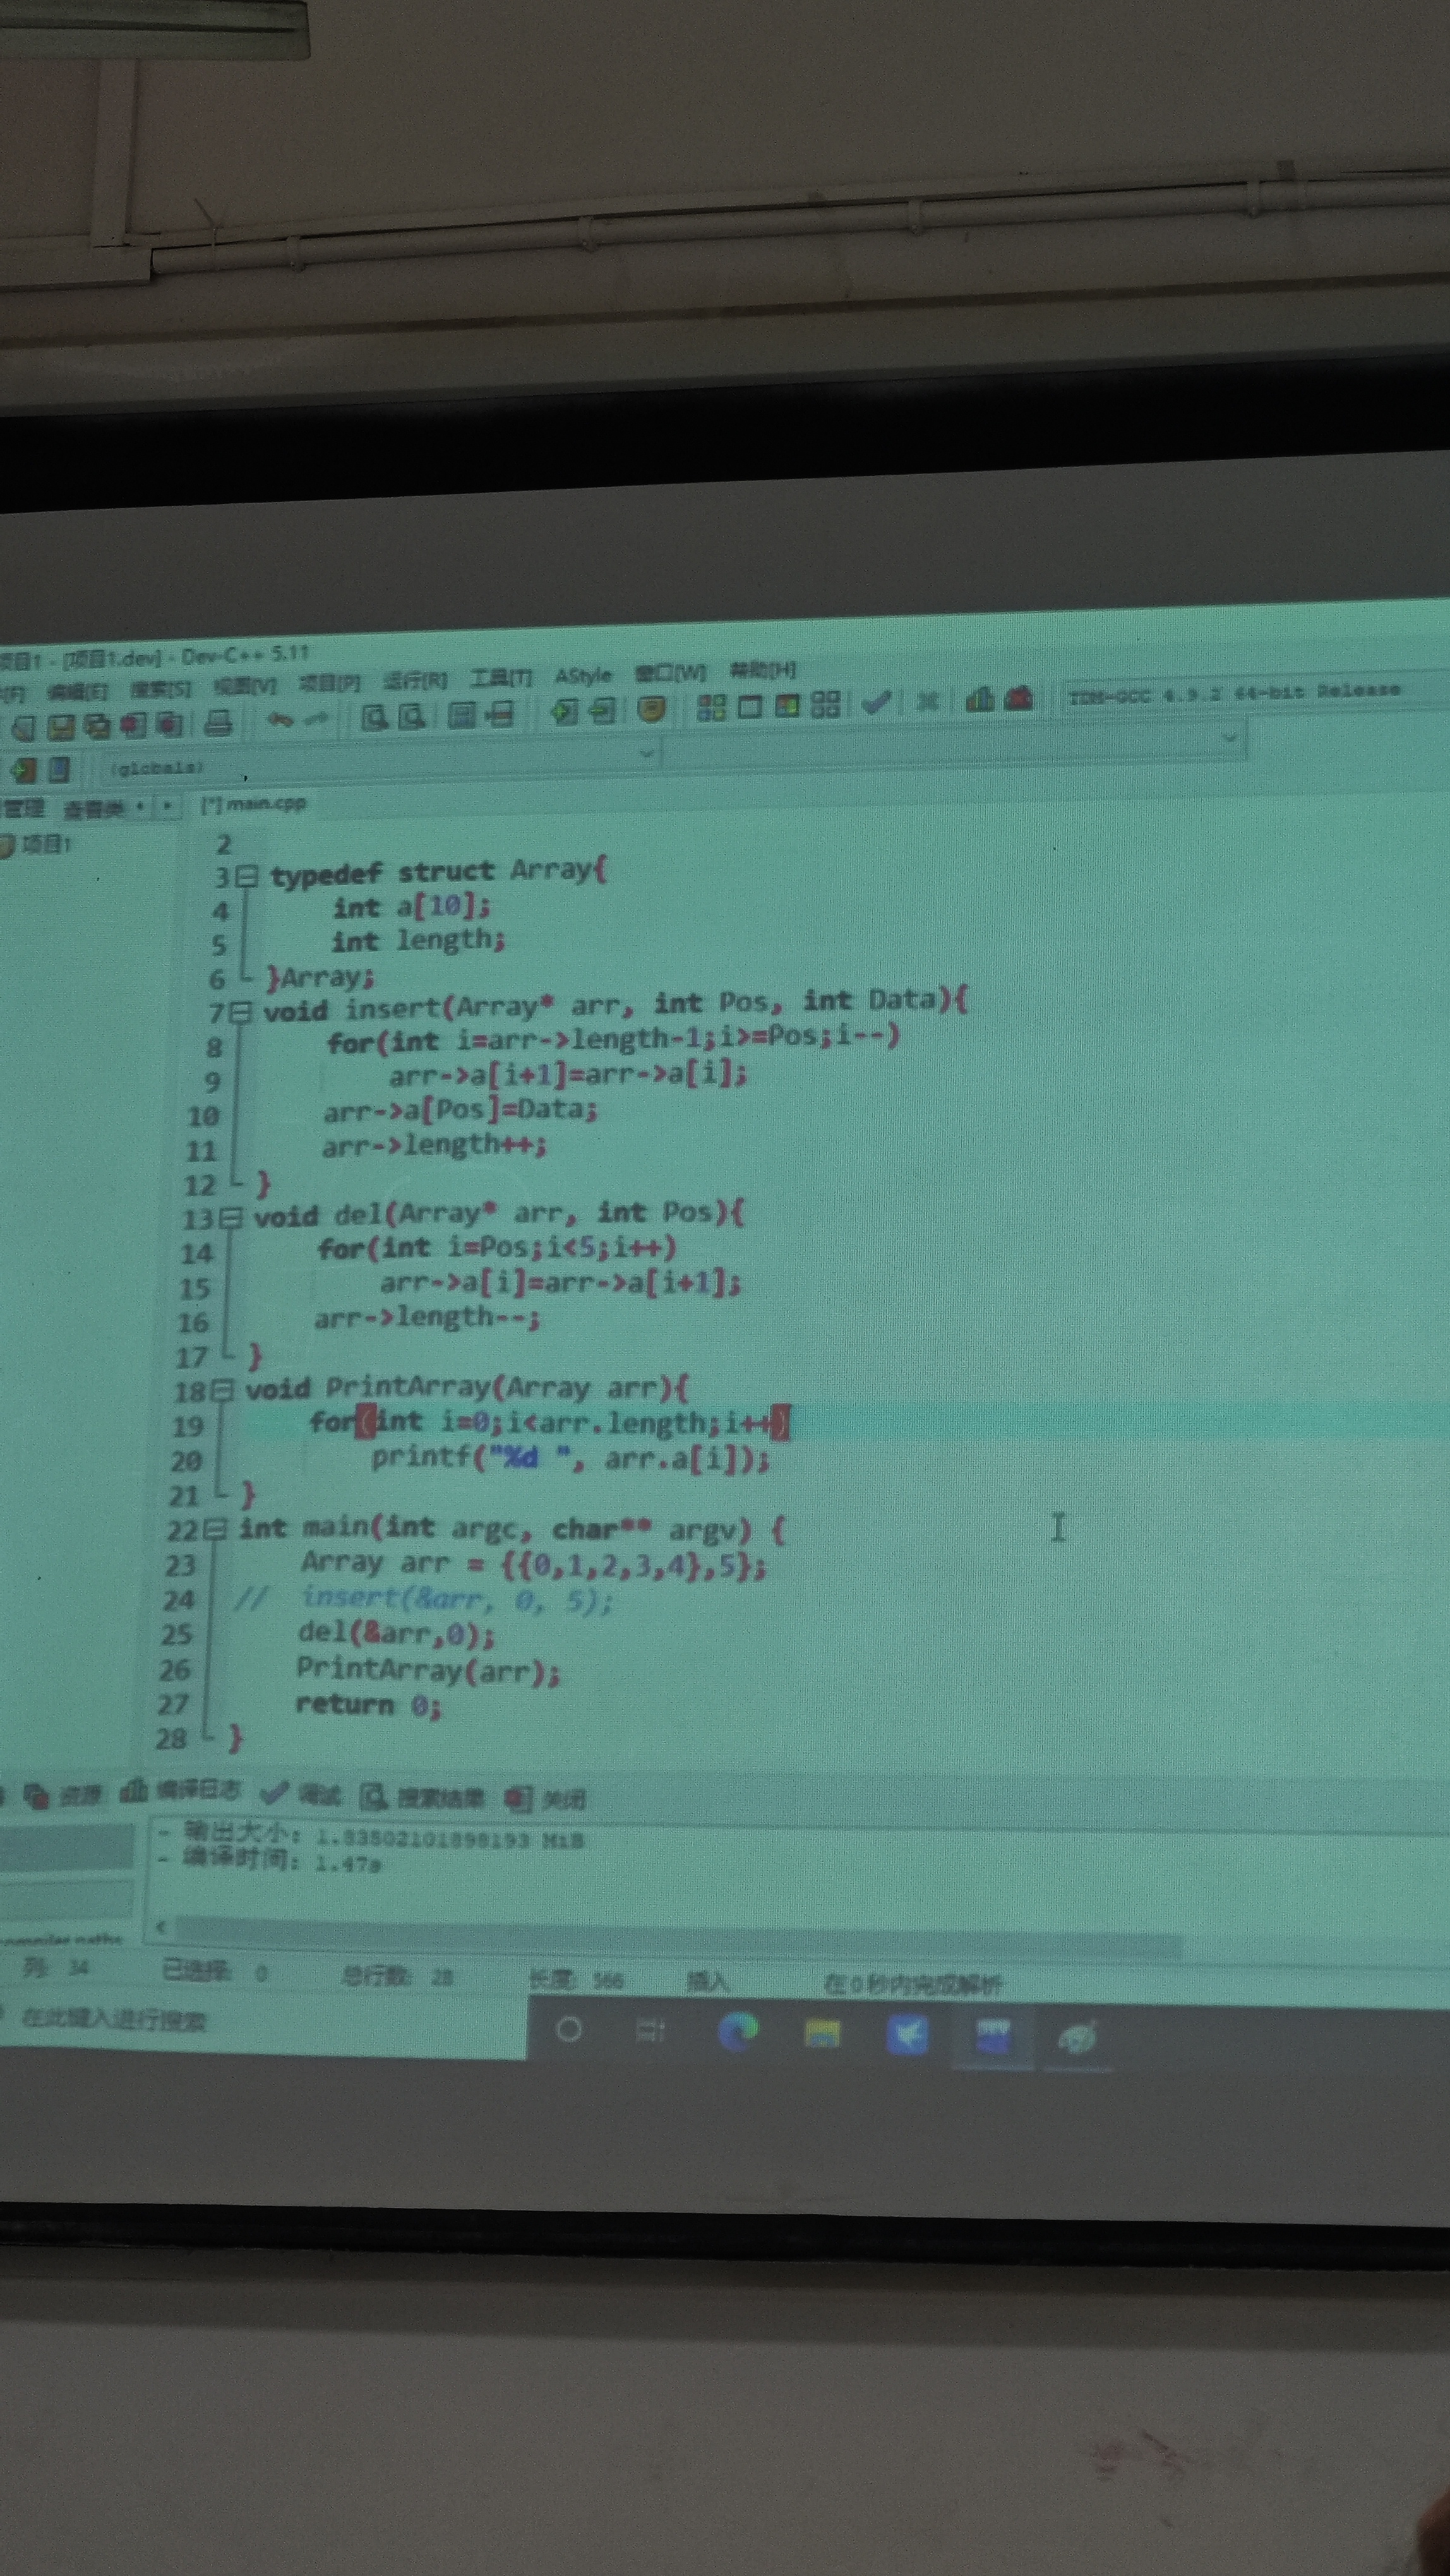 项目1 - [项目1.dev] - Dev-C++ 5.11
(F) 编辑[E] 搜索[S] 视图[V] 项目[P] 运行[R] 工具[T] AStyle 窗口[W] 帮助[H]
TDM-GCC 4.9.2 64-bit Release
(globals)
管理 查看类
[*] main.cpp
项目1
2
3 typedef struct Array{
4 int a[10];
5 int length;
6 }Array;
7 void insert(Array* arr, int Pos, int Data){
8 for(int i=arr->length-1;i>=Pos;i--)
9 arr->a[i+1]=arr->a[i];
10 arr->a[Pos]=Data;
11 arr->length++;
12 }
13 void del(Array* arr, int Pos){
14 for(int i=Pos;i<5;i++)
15 arr->a[i]=arr->a[i+1];
16 arr->length--;
17 }
18 void PrintArray(Array arr){
19 for(int i=0;i<arr.length;i++)
20 printf("%d ", arr.a[i]);
21 }
22 int main(int argc, char** argv) {
23 Array arr = {{0,1,2,3,4},5};
24 // insert(&arr, 0, 5);
25 del(&arr,0);
26 PrintArray(arr);
27 return 0;
28 }
资源 编译日志 调试 搜索结果 关闭
- 输出大小: 1.83502101898193 MiB
- 编译时间: 1.47s
列: 34 已选择: 0 总行数: 28 长度: 566 插入 在 0 秒内完成解析
在此键入进行搜索
DEV